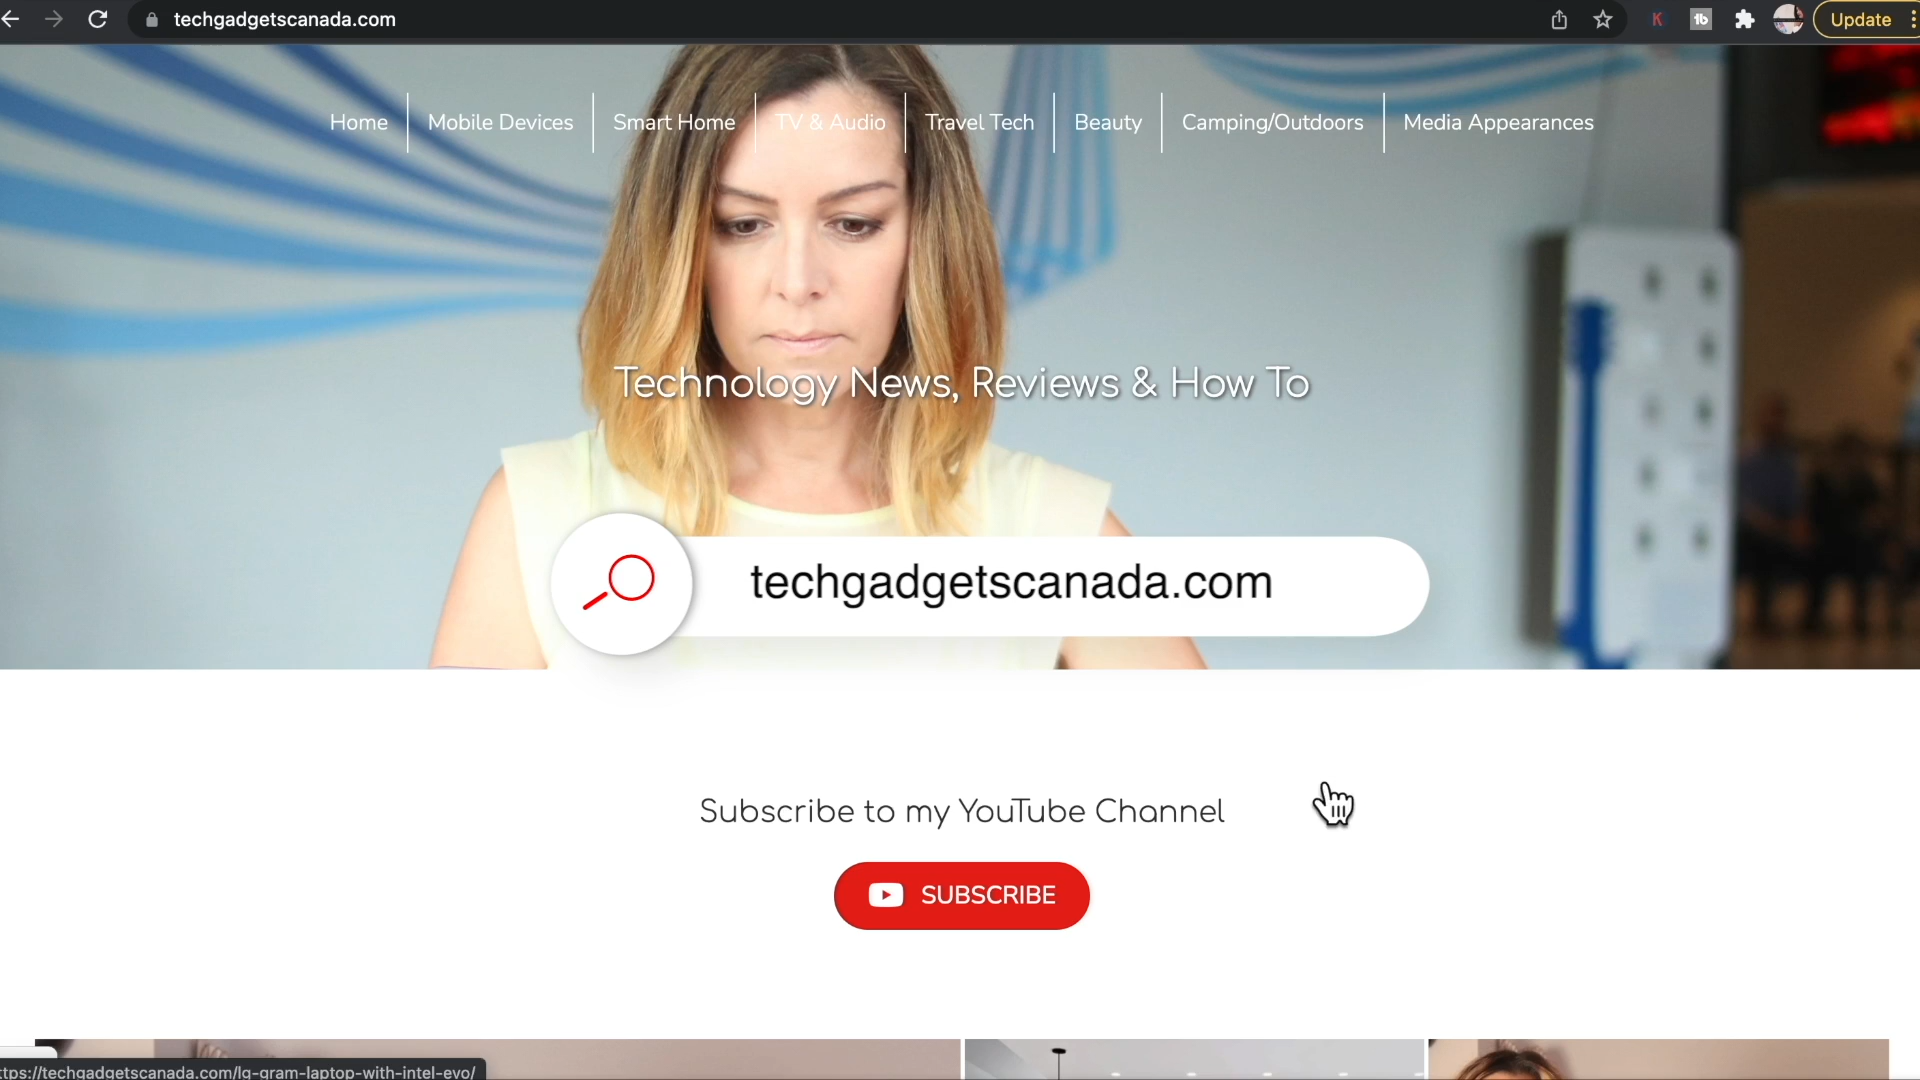 techgadgetscanada.com
Update
Home
Mobile Devices
Smart Home
TV & Audio
Travel Tech
Beauty
Camping/Outdoors
Media Appearances
Technology News, Reviews & How To
techgadgetscanada.com
Subscribe to my YouTube Channel
SUBSCRIBE
ttps://techgadgetscanada.com/lg-gram-laptop-with-intel-evo/